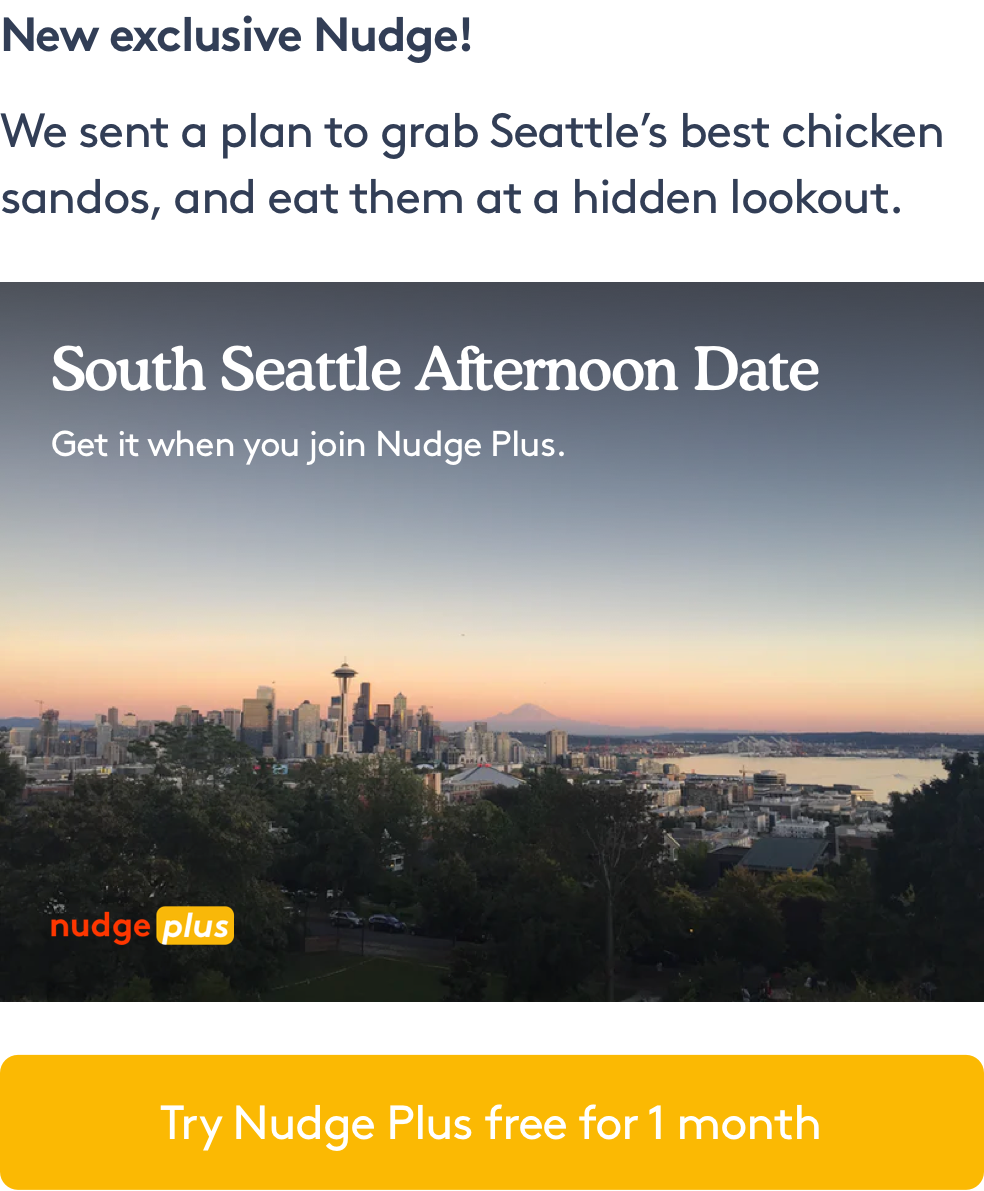 New exclusive Nudge!
We sent a plan to grab Seattle’s best chicken
sandos, and eat them at a hidden lookout.
South Seattle Afternoon Date
Get it when you join Nudge Plus.
nudge plus
Try Nudge Plus free for 1 month